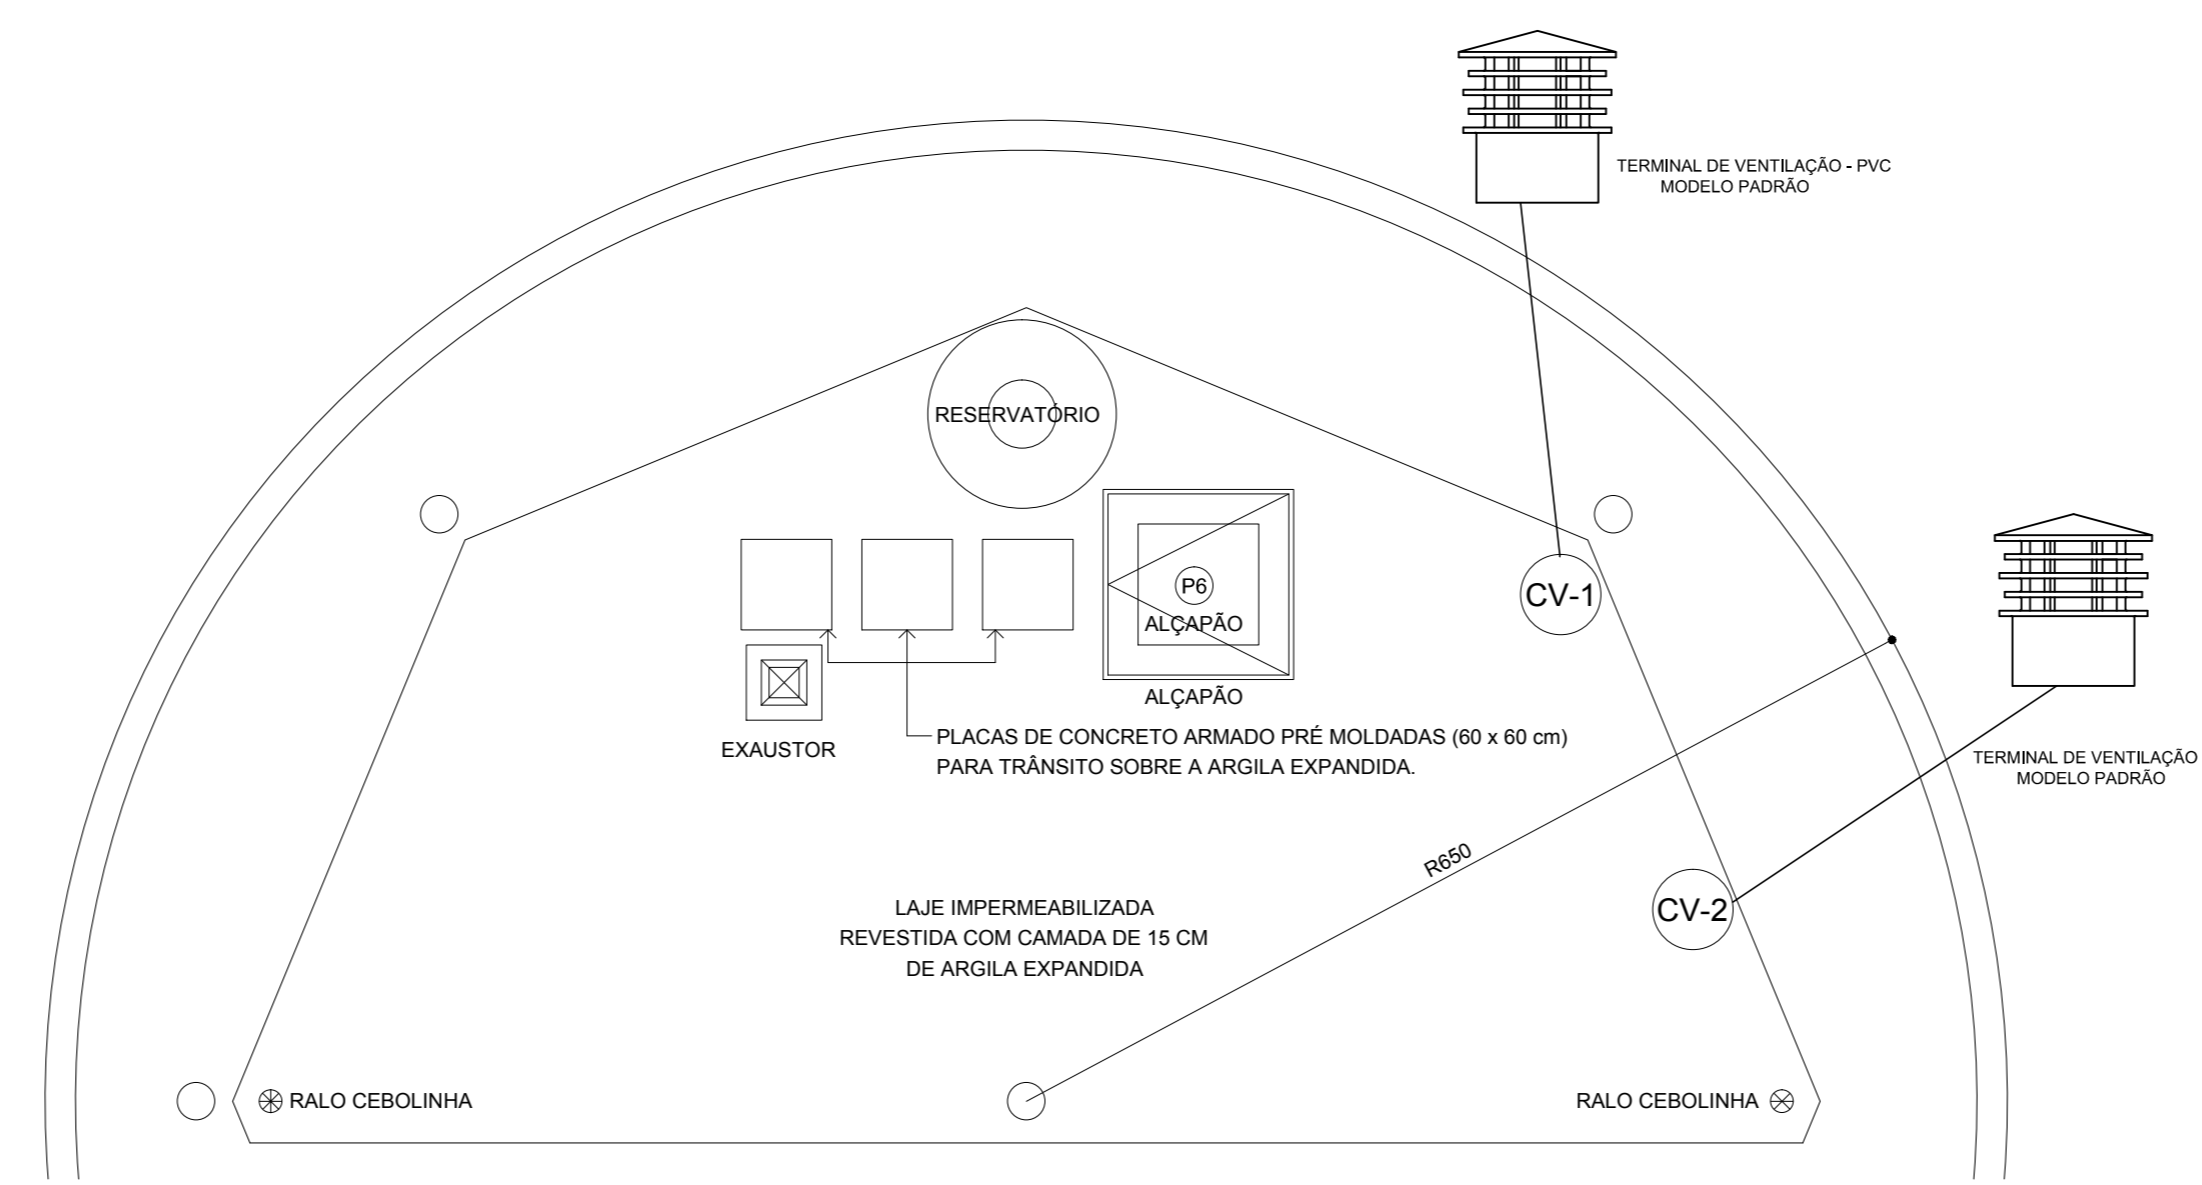 TERMINAL DE VENTILAÇÃO - PVC
MODELO PADRÃO
RESERVATÓRIO
P6
ALÇAPÃO
CV-1
ALÇAPÃO
EXAUSTOR
PLACAS DE CONCRETO ARMADO PRÉ MOLDADAS (60 x 60 cm)
PARA TRÂNSITO SOBRE A ARGILA EXPANDIDA.
TERMINAL DE VENTILAÇÃO
MODELO PADRÃO
R650
LAJE IMPERMEABILIZADA
REVESTIDA COM CAMADA DE 15 CM
DE ARGILA EXPANDIDA
CV-2
RALO CEBOLINHA
RALO CEBOLINHA